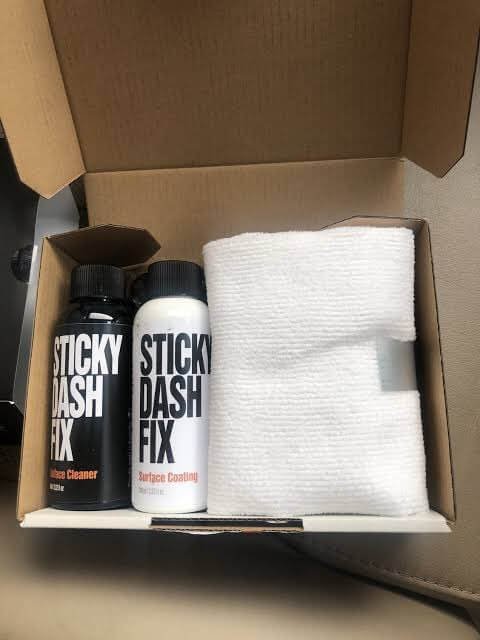 STICKY
DASH
FIX
Surface Cleaner
STICKY
DASH
FIX
Surface Coating